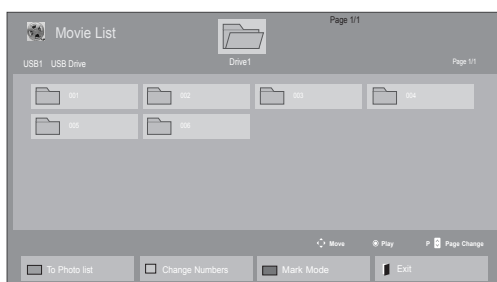 Page 1/1
Movie List
Drive1
USB1 USB Drive
Page 1/1
001 002 003 004
005 006
Move Play P Page Change
To Photo list Change Numbers Mark Mode Exit